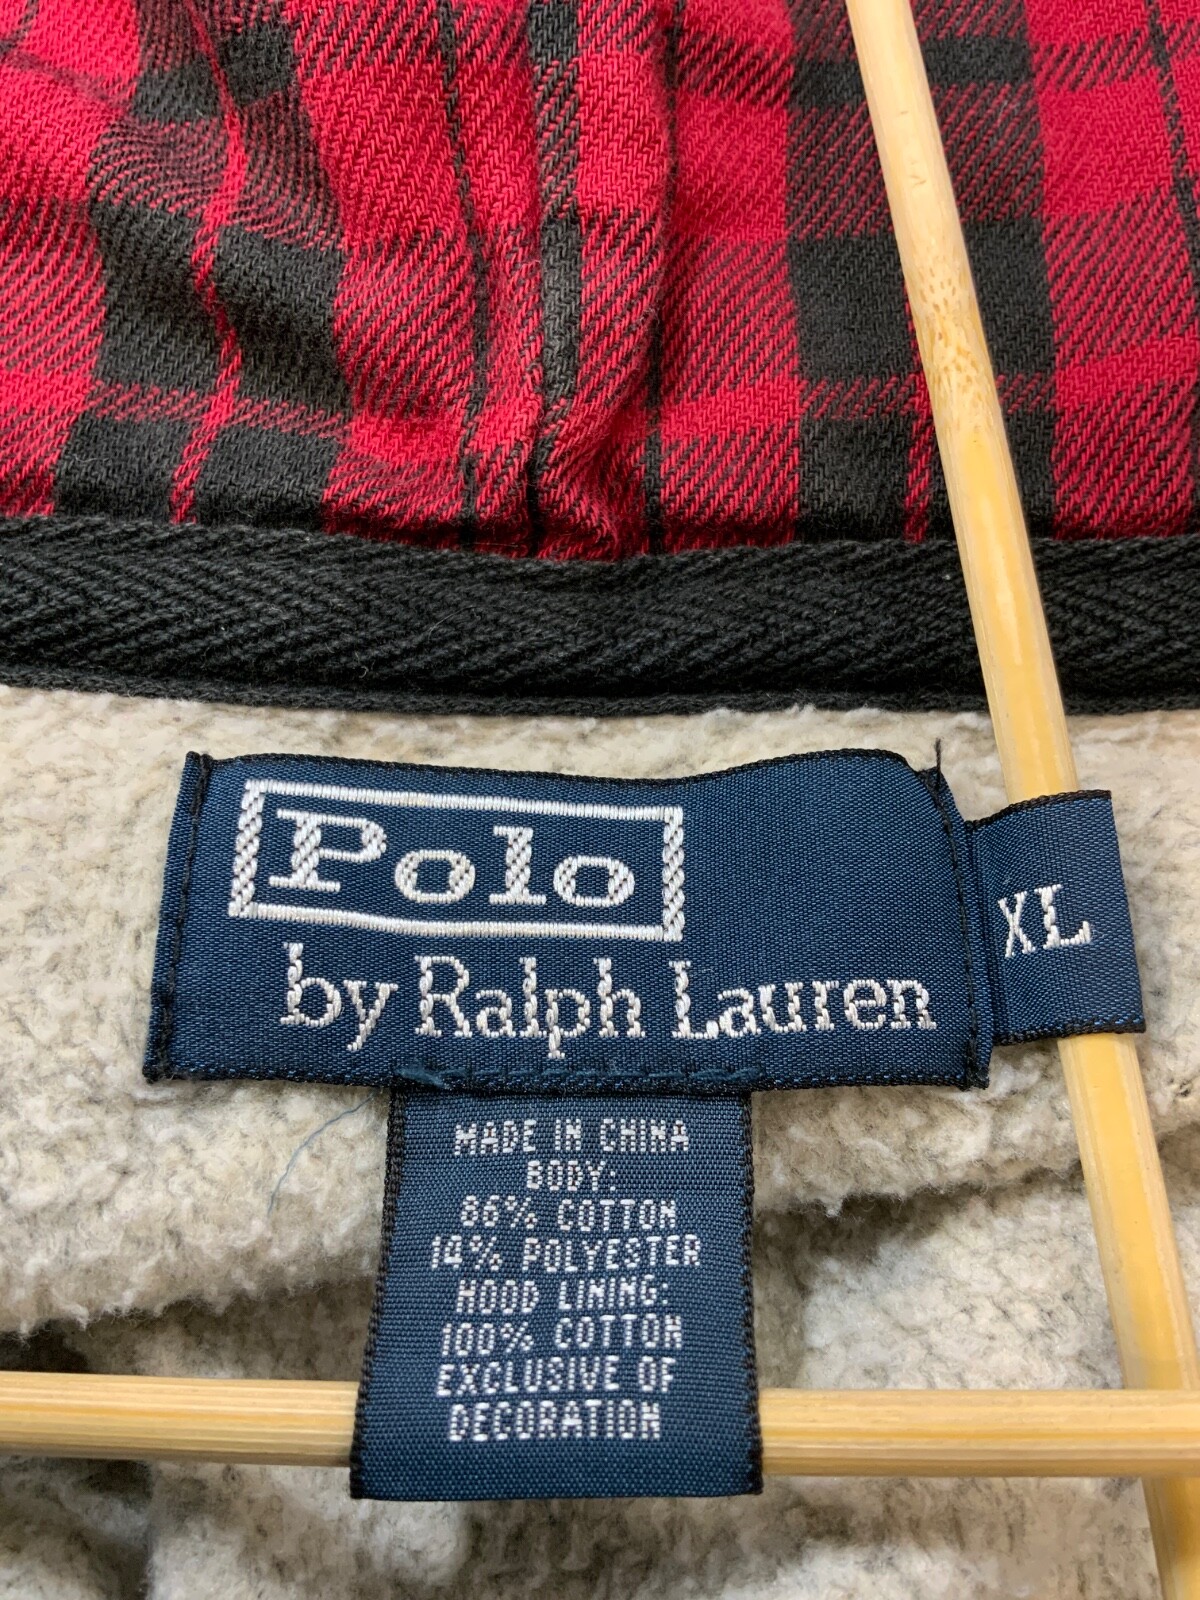 Polo
by Ralph Lauren
XL
MADE IN CHINA
BODY:
86% COTTON
14% POLYESTER
HOOD LINING:
100% COTTON
EXCLUSIVE OF
DECORATION